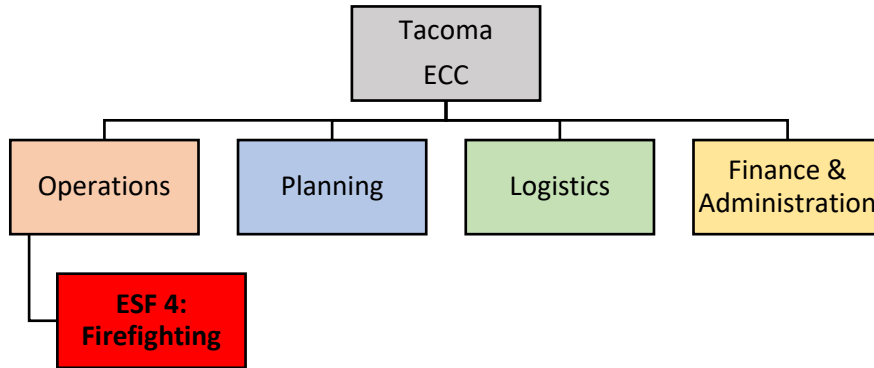 Tacoma
ECC
Operations
Planning
Logistics
Finance &
Administration
ESF 4:
Firefighting